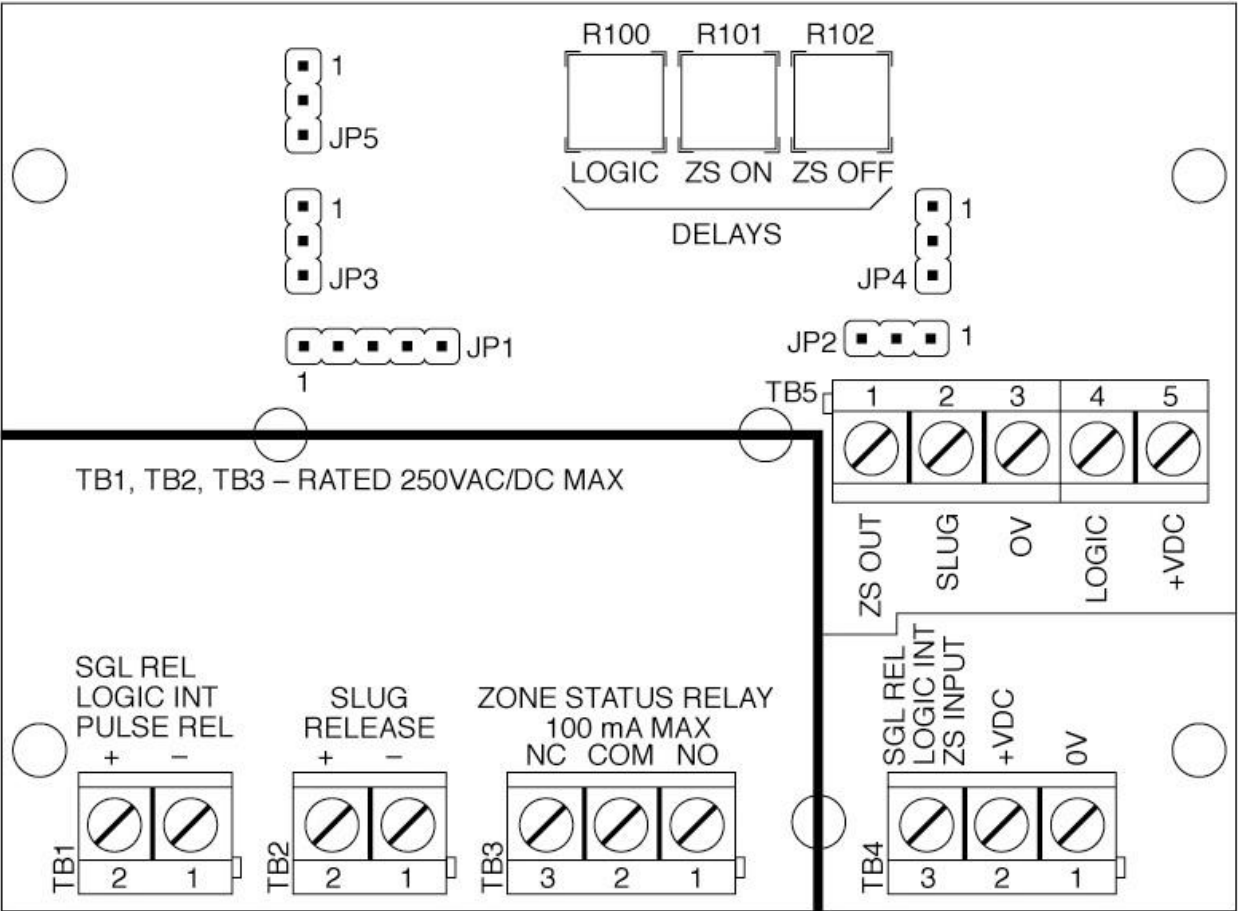 R100 R101 R102
1
JP5
LOGIC ZS ON ZS OFF
DELAYS
1
JP3
1
JP4
JP1
1
JP2 1
TB5 1 2 3 4 5
ZS OUT
SLUG
0V
LOGIC
+VDC
TB1, TB2, TB3 – RATED 250VAC/DC MAX
SGL REL
LOGIC INT
PULSE REL
+ –
TB1
2 1
SLUG
RELEASE
+ –
TB2
2 1
ZONE STATUS RELAY
100 mA MAX
NC COM NO
TB3
3 2 1
SGL REL
LOGIC INT
ZS INPUT
+VDC
0V
TB4
3 2 1